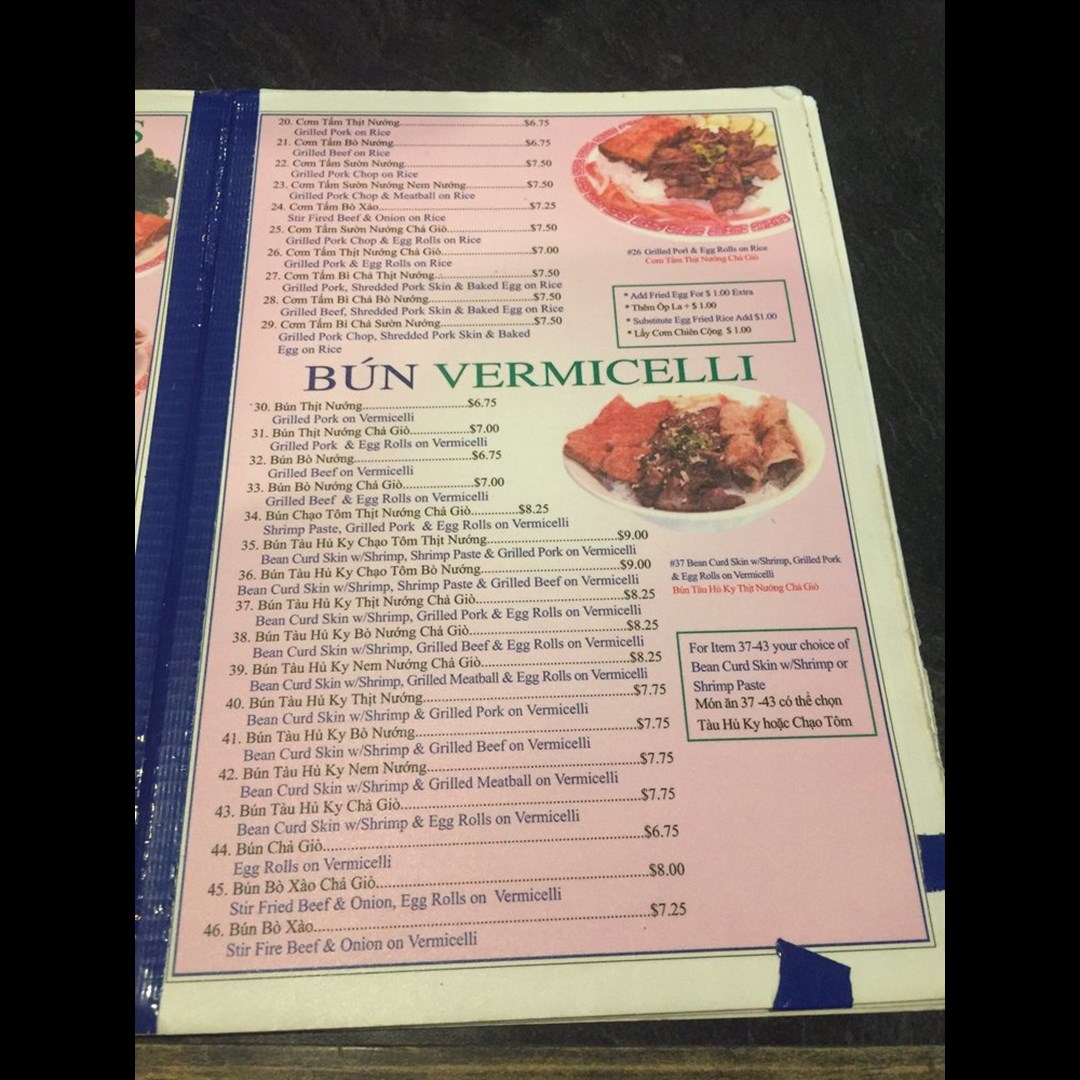 S
20. Cơm Tấm Thịt Nướng.....$6.75
Grilled Pork on Rice
21. Cơm Tấm Bò Nướng.....$6.75
Grilled Beef on Rice
22. Cơm Tấm Sườn Nướng.....$7.50
Grilled Pork Chop on Rice
23. Cơm Tấm Sườn Nướng Nem Nướng.....$7.50
Grilled Pork Chop & Meatball on Rice
24. Cơm Tấm Bò Xào.....$7.25
Stir Fired Beef & Onion on Rice
25. Cơm Tấm Sườn Nướng Chả Giò.....$7.50
Grilled Pork Chop & Egg Rolls on Rice
26. Cơm Tấm Thịt Nướng Chả Giò.....$7.00
Grilled Pork & Egg Rolls on Rice
27. Cơm Tấm Bì Chả Thịt Nướng.....$7.50
Grilled Pork, Shredded Pork Skin & Baked Egg on Rice
28. Cơm Tấm Bì Chả Bò Nướng.....$7.50
Grilled Beef, Shredded Pork Skin & Baked Egg on Rice
29. Cơm Tấm Bì Chả Sườn Nướng.....$7.50
Grilled Pork Chop, Shredded Pork Skin & Baked
Egg on Rice
#26 Grilled Pori & Egg Rolls on Rice
Cơm Tấm Thịt Nướng Chả Giò
* Add Fried Egg For $ 1.00 Extra
* Thêm Ốp La + $ 1.00
* Substitute Egg Fried Rice Add $1.00
* Lấy Cơm Chiên Cộng $ 1.00
BÚN VERMICELLI
30. Bún Thịt Nướng.....$6.75
Grilled Pork on Vermicelli
31. Bún Thịt Nướng Chả Giò.....$7.00
Grilled Pork & Egg Rolls on Vermicelli
32. Bún Bò Nướng.....$6.75
Grilled Beef on Vermicelli
33. Bún Bò Nướng Chả Giò.....$7.00
Grilled Beef & Egg Rolls on Vermicelli
34. Bún Chạo Tôm Thịt Nướng Chả Giò.....$8.25
Shrimp Paste, Grilled Pork & Egg Rolls on Vermicelli
35. Bún Tàu Hủ Ky Chạo Tôm Thịt Nướng.....$9.00
Bean Curd Skin w/Shrimp, Shrimp Paste & Grilled Pork on Vermicelli
36. Bún Tàu Hủ Ky Chạo Tôm Bò Nướng.....$9.00
Bean Curd Skin w/Shrimp, Shrimp Paste & Grilled Beef on Vermicelli
37. Bún Tàu Hủ Ky Thịt Nướng Chả Giò.....$8.25
Bean Curd Skin w/Shrimp, Grilled Pork & Egg Rolls on Vermicelli
38. Bún Tàu Hủ Ky Bò Nướng Chả Giò.....$8.25
Bean Curd Skin w/Shrimp, Grilled Beef & Egg Rolls on Vermicelli
39. Bún Tàu Hủ Ky Nem Nướng Chả Giò.....$8.25
Bean Curd Skin w/Shrimp, Grilled Meatball & Egg Rolls on Vermicelli
40. Bún Tàu Hủ Ky Thịt Nướng.....$7.75
Bean Curd Skin w/Shrimp & Grilled Pork on Vermicelli
41. Bún Tàu Hủ Ky Bò Nướng.....$7.75
Bean Curd Skin w/Shrimp & Grilled Beef on Vermicelli
42. Bún Tàu Hủ Ky Nem Nướng.....$7.75
Bean Curd Skin w/Shrimp & Grilled Meatball on Vermicelli
43. Bún Tàu Hủ Ky Chả Giò.....$7.75
Bean Curd Skin w/Shrimp & Egg Rolls on Vermicelli
44. Bún Chả Giò.....$6.75
Egg Rolls on Vermicelli
45. Bún Bò Xào Chả Giò.....$8.00
Stir Fried Beef & Onion, Egg Rolls on Vermicelli
46. Bún Bò Xào.....$7.25
Stir Fire Beef & Onion on Vermicelli
#37 Bean Curd Skin w/Shrimp, Grilled Pork
& Egg Rolls on Vermicelli
Bún Tàu Hủ Ky Thịt Nướng Chả Giò
For Item 37-43 your choice of
Bean Curd Skin w/Shrimp or
Shrimp Paste
Món ăn 37 -43 có thể chọn
Tàu Hủ Ky hoặc Chạo Tôm